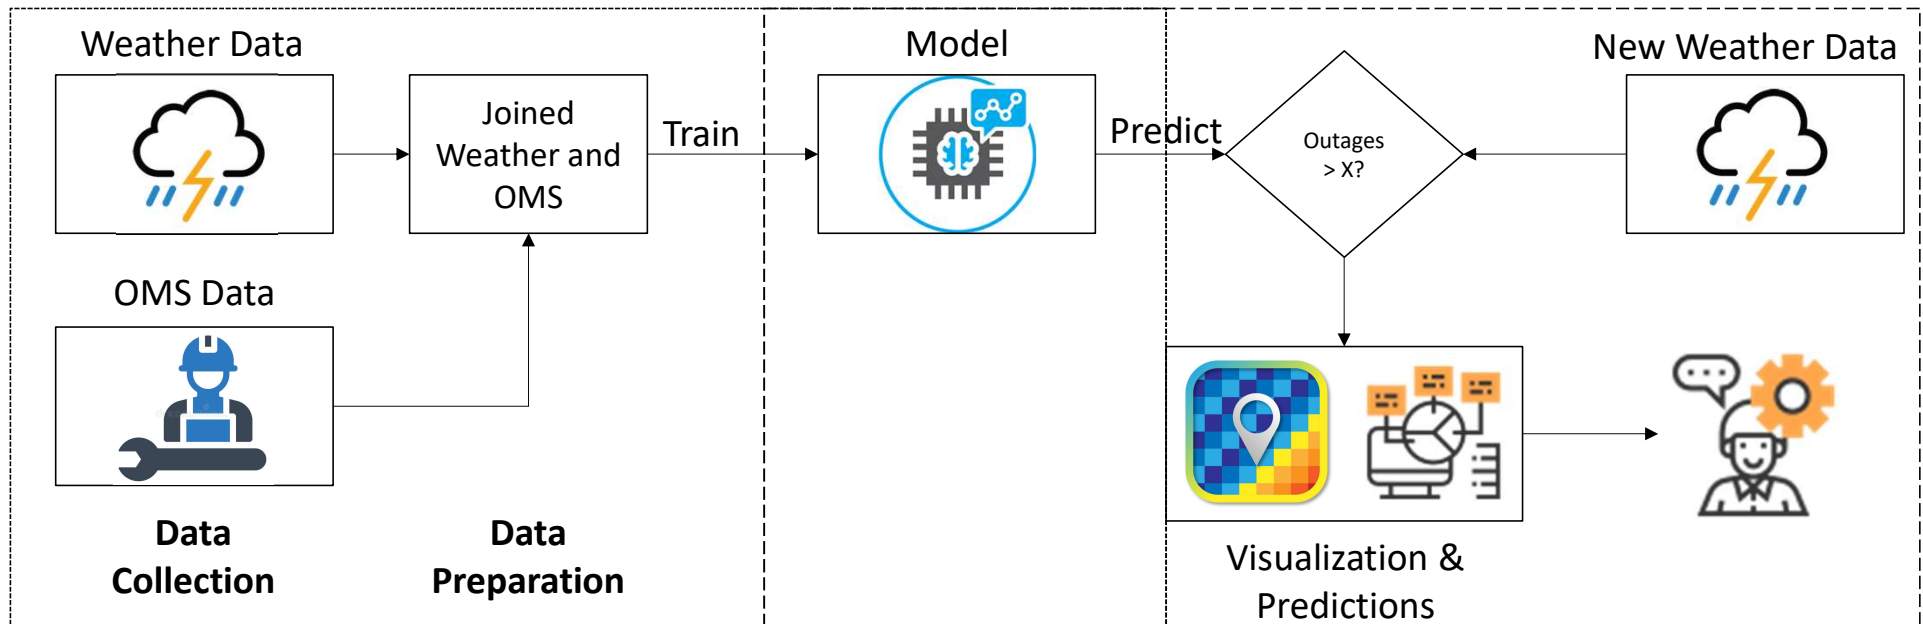 Weather Data
Model
New Weather Data
Joined
Weather and
OMS
Train
Predict
Outages
> X?
OMS Data
Data
Collection
Data
Preparation
Visualization &
Predictions